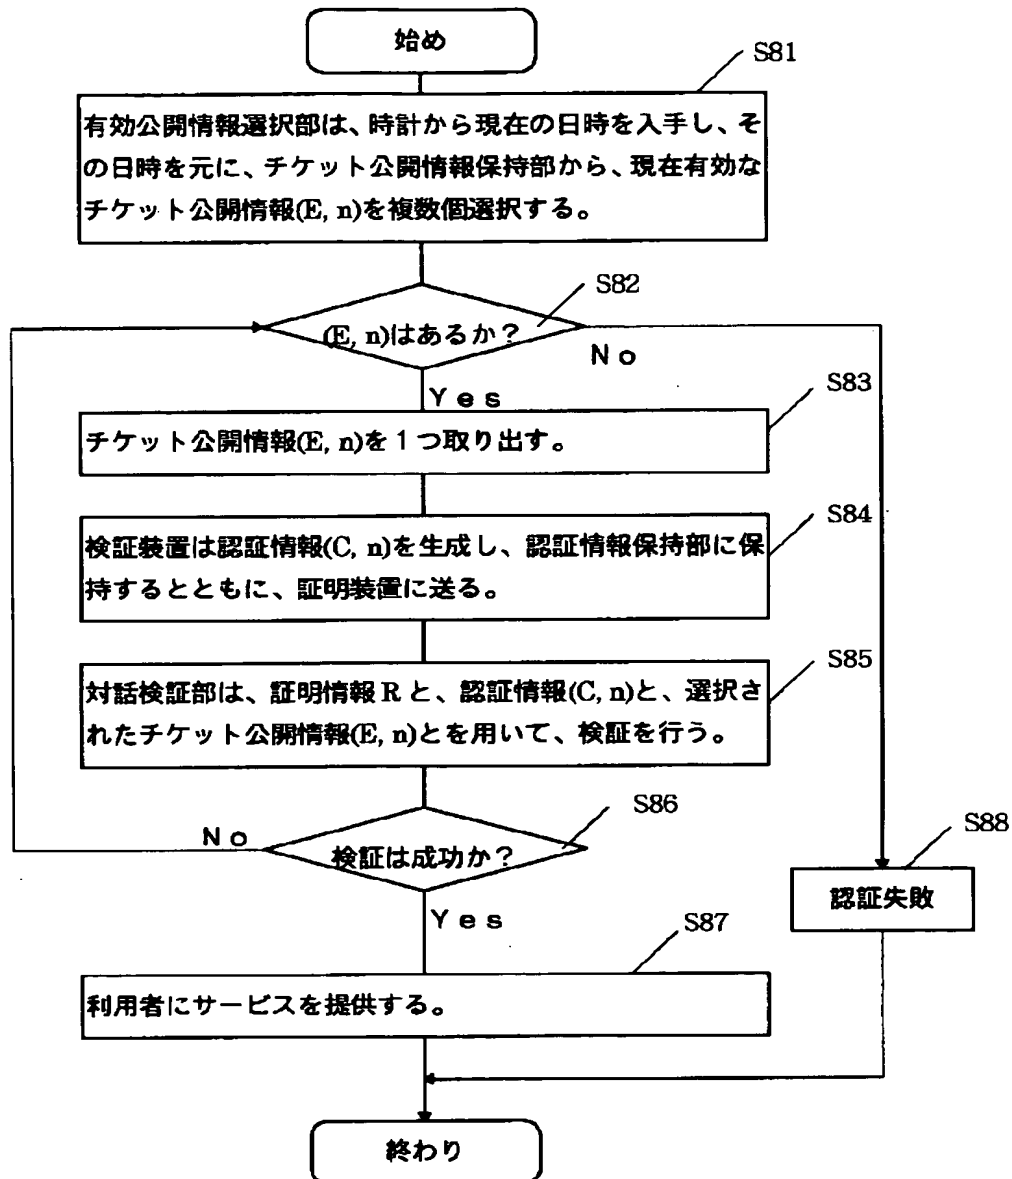 始め
S81
有効公開情報選択部は、時計から現在の日時を入手し、そ
の日時を元に、チケット公開情報保持部から、現在有効な
チケット公開情報(E, n)を複数個選択する。
S82
(E, n)はあるか？
No
Yes
S83
チケット公開情報(E, n)を１つ取り出す。
S84
検証装置は認証情報(C, n)を生成し、認証情報保持部に保
持するとともに、証明装置に送る。
S85
対話検証部は、証明情報 R と、認証情報(C, n)と、選択さ
れたチケット公開情報(E, n)とを用いて、検証を行う。
S86
No
検証は成功か？
S88
認証失敗
Yes
S87
利用者にサービスを提供する。
終わり